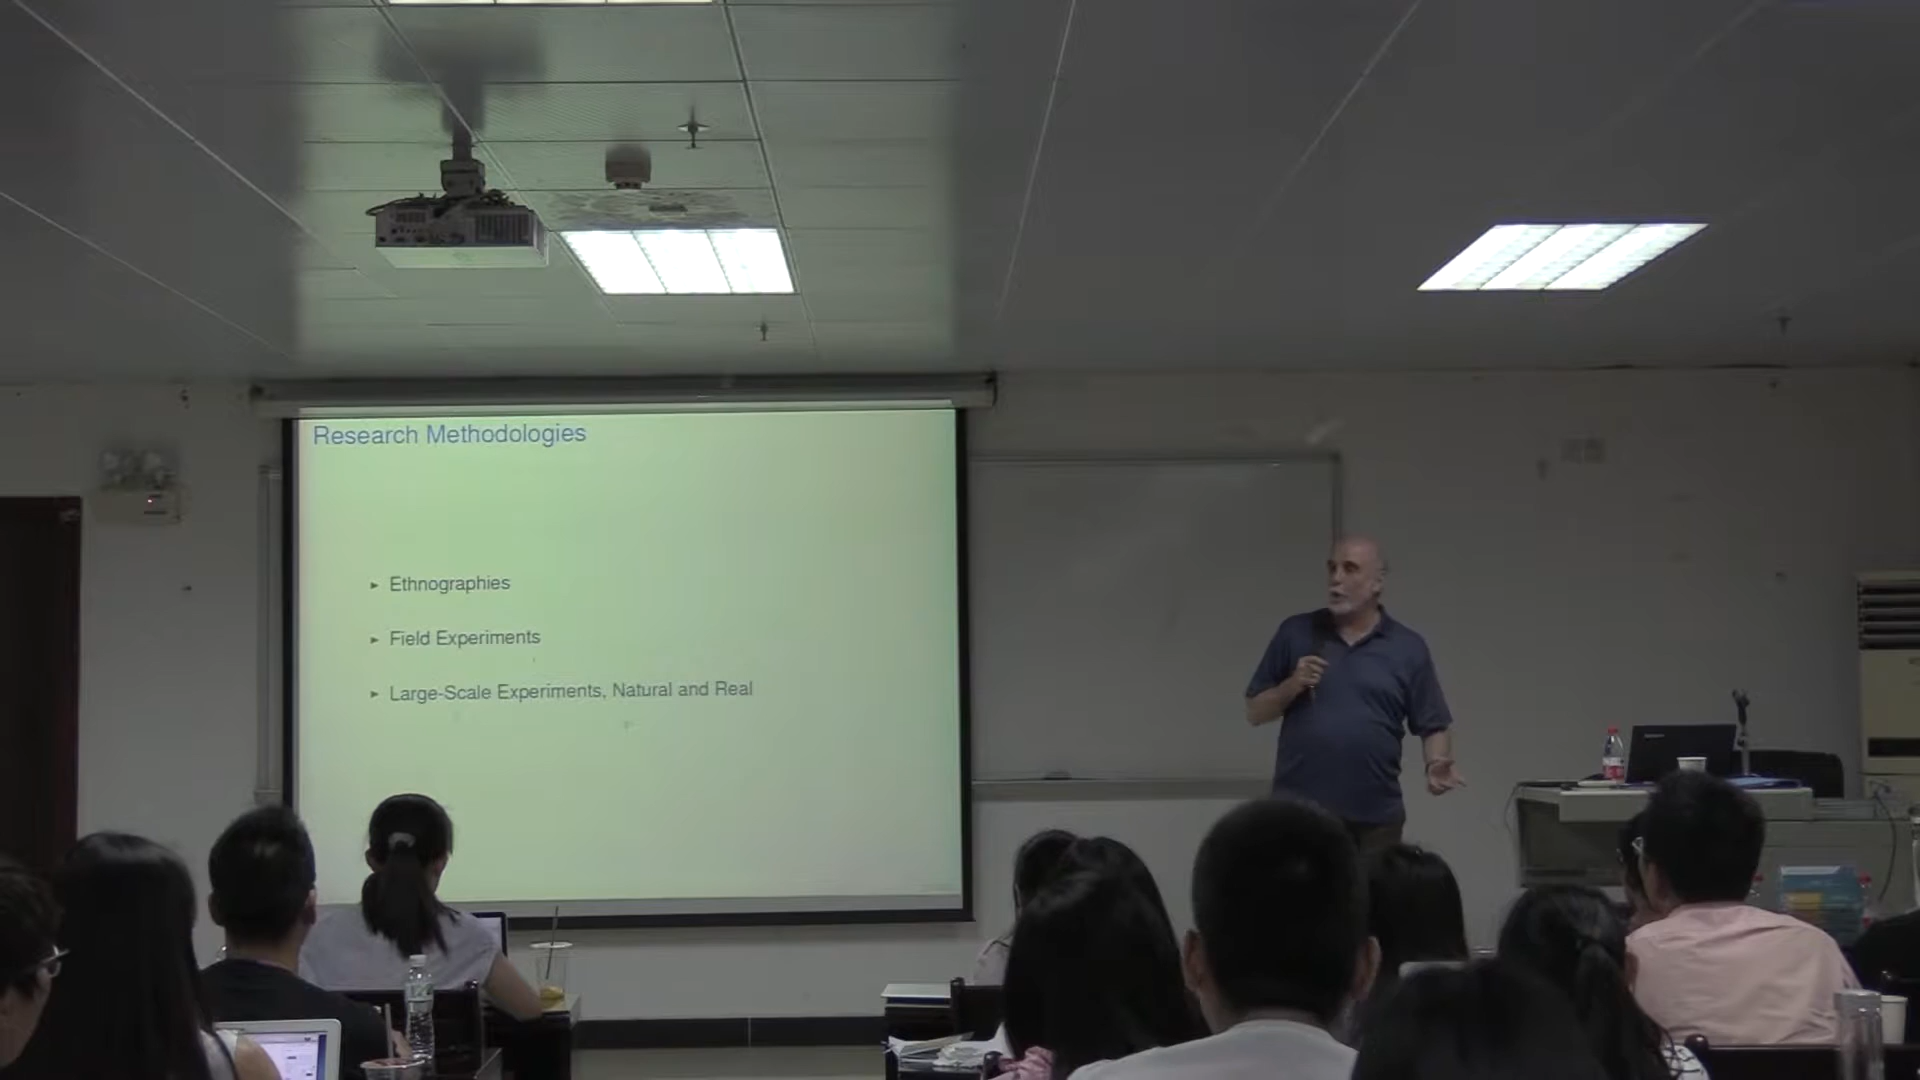 Research Methodologies
► Ethnographies
► Field Experiments
► Large-Scale Experiments, Natural and Real